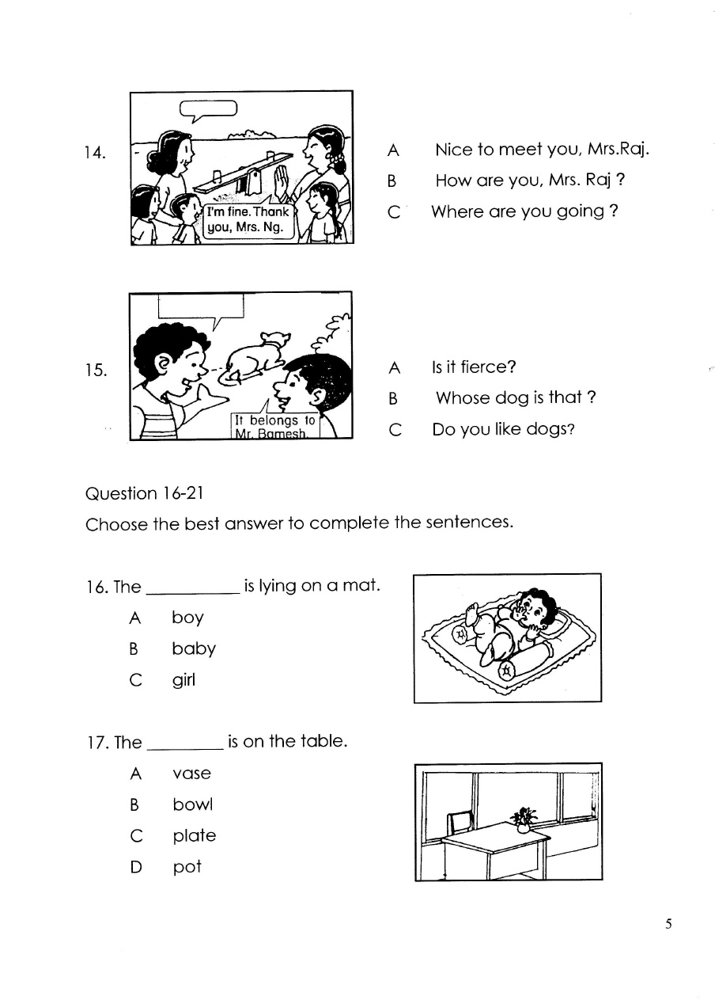 14.
I'm fine. Thank
you, Mrs. Ng.
A Nice to meet you, Mrs.Raj.
B How are you, Mrs. Raj ?
C Where are you going ?
15.
It belongs to
Mr. Bamesh.
A Is it fierce?
B Whose dog is that ?
C Do you like dogs?
Question 16-21
Choose the best answer to complete the sentences.
16. The __________ is lying on a mat.
A boy
B baby
C girl
17. The ________ is on the table.
A vase
B bowl
C plate
D pot
5